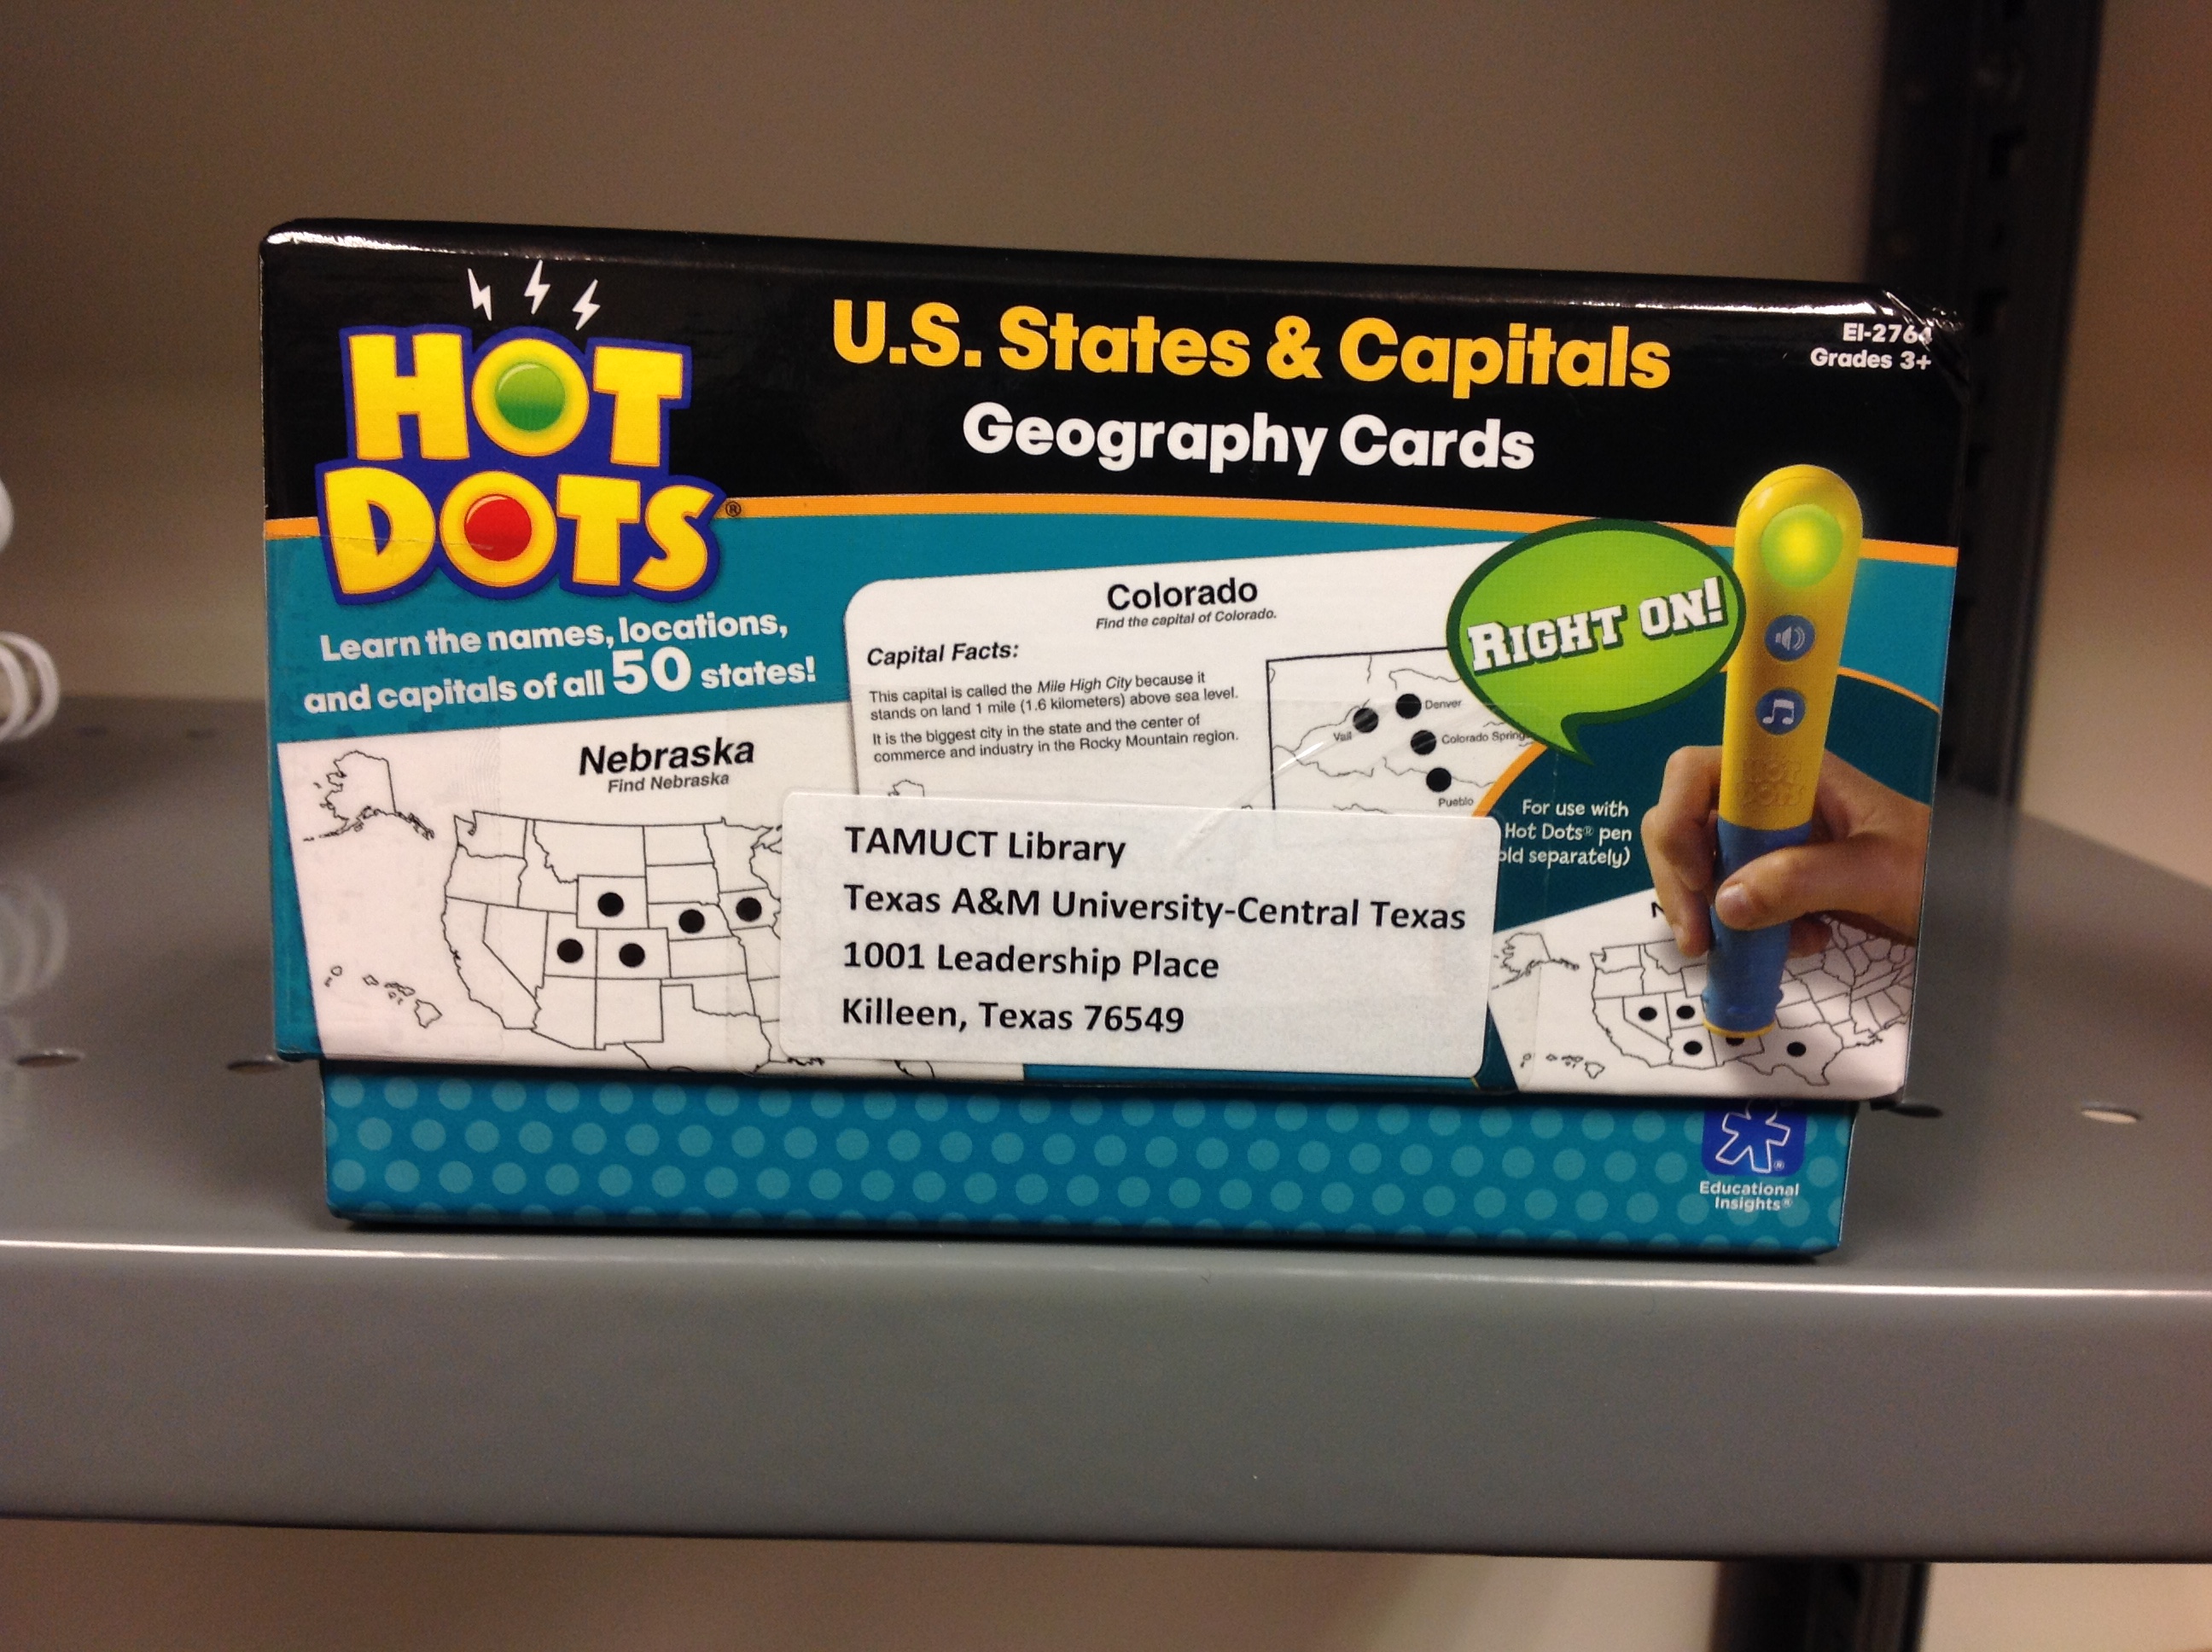 HOT
DOTS®
U.S. States & Capitals
Geography Cards
EI-2764
Grades 3+
Learn the names, locations,
and capitals of all 50 states!
Nebraska
Find Nebraska
Colorado
Find the capital of Colorado.
Capital Facts:
This capital is called the Mile High City because it
stands on land 1 mile (1.6 kilometers) above sea level.
It is the biggest city in the state and the center of
commerce and industry in the Rocky Mountain region.
Denver
Vail
Colorado Spring
Pueblo
RIGHT ON!
For use with
Hot Dots® pen
separately)
HOT
DOTS
TAMUCT Library
Texas A&M University-Central Texas
1001 Leadership Place
Killeen, Texas 76549
Educational
Insights®